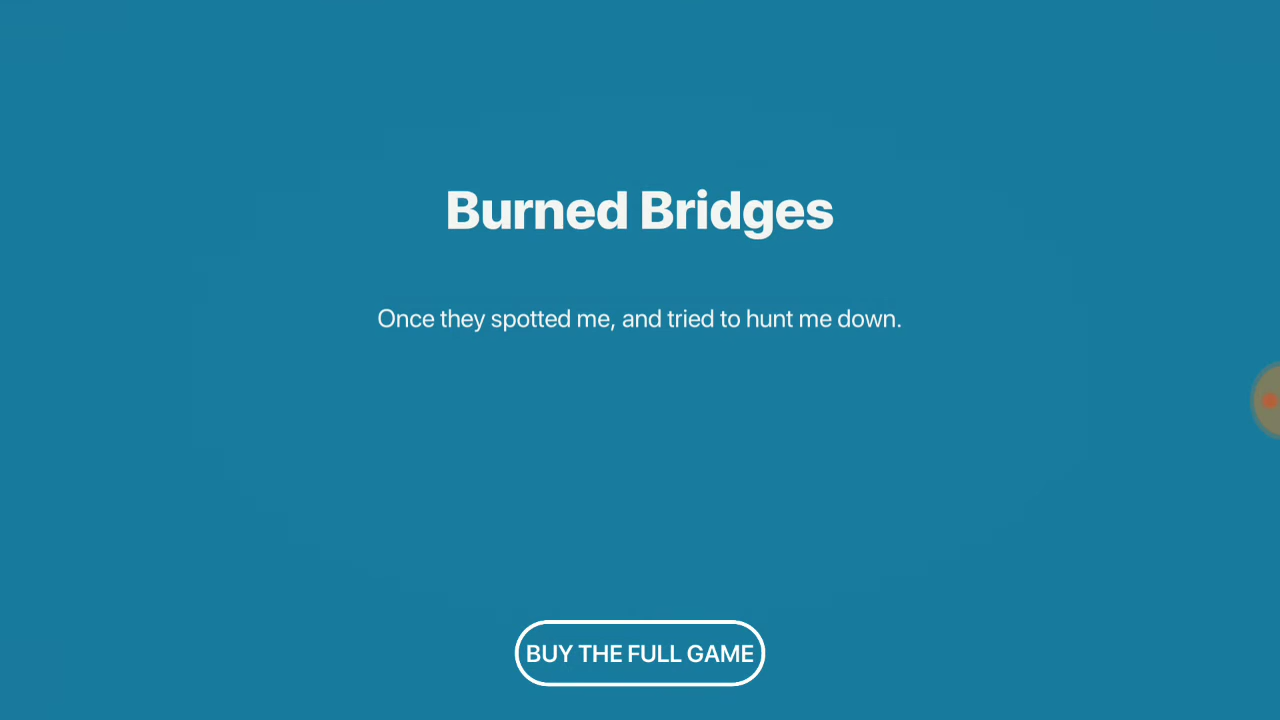 Burned Bridges
Once they spotted me, and tried to hunt me down.
BUY THE FULL GAME